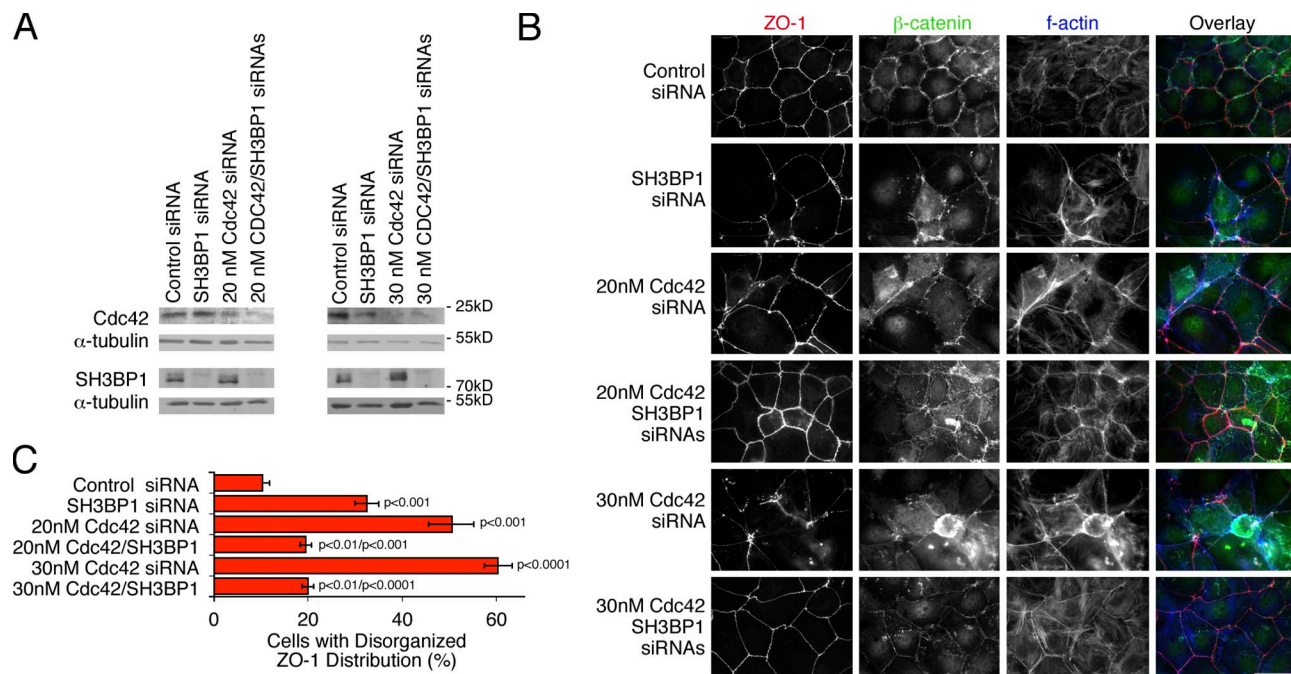 A
Control siRNA
SH3BP1 siRNA
20 nM Cdc42 siRNA
20 nM CDC42/SH3BP1 siRNAs
Control siRNA
SH3BP1 siRNA
30 nM Cdc42 siRNA
30 nM CDC42/SH3BP1 siRNAs
Cdc42
- 25kD
α-tubulin
- 55kD
SH3BP1
- 70kD
α-tubulin
- 55kD
B
ZO-1
β-catenin
f-actin
Overlay
Control
siRNA
SH3BP1
siRNA
20nM Cdc42
siRNA
20nM Cdc42
SH3BP1
siRNAs
30nM Cdc42
siRNA
30nM Cdc42
SH3BP1
siRNAs
C
Control siRNA
SH3BP1 siRNA p<0.001
20nM Cdc42 siRNA p<0.001
20nM Cdc42/SH3BP1 p<0.01/p<0.001
30nM Cdc42 siRNA p<0.0001
30nM Cdc42/SH3BP1 p<0.01/p<0.0001
0 20 40 60
Cells with Disorganized
ZO-1 Distribution (%)